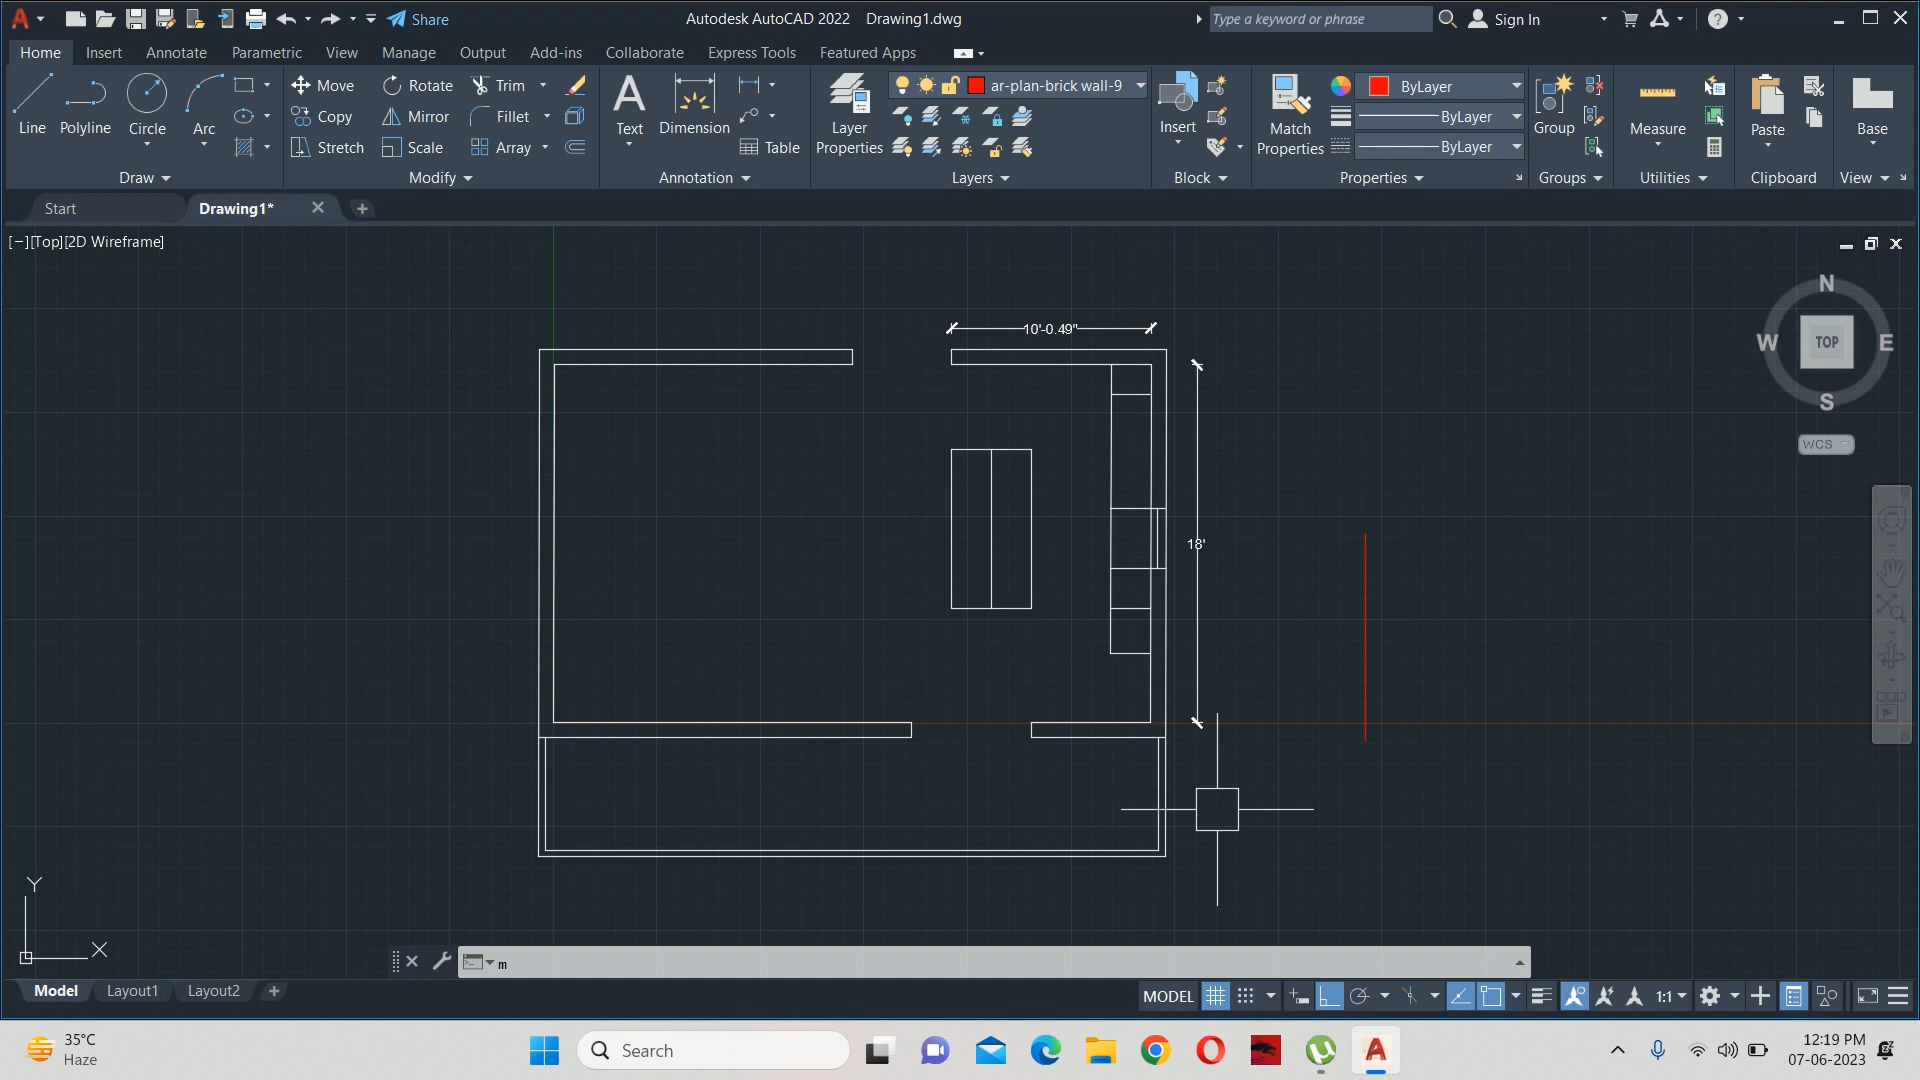 Share
Autodesk AutoCAD 2022 Drawing1.dwg
Type a keyword or phrase
Sign In
Home Insert Annotate Parametric View Manage Output Add-ins Collaborate Express Tools Featured Apps
Line Polyline Circle Arc
Move Rotate Trim
Copy Mirror Fillet
Stretch Scale Array
Text Dimension Table
Layer Properties
ar-plan-brick wall-9
Insert
Match Properties
ByLayer
ByLayer
ByLayer
Group Measure Paste Base
Draw Modify Annotation Layers Block Properties Groups Utilities Clipboard View
Start Drawing1*
[−][Top][2D Wireframe]
N
W TOP E
S
WCS
10'-0.49"
18'
Y
X
m
Model Layout1 Layout2
MODEL 1:1
35°C
Haze
Search
12:19 PM
07-06-2023